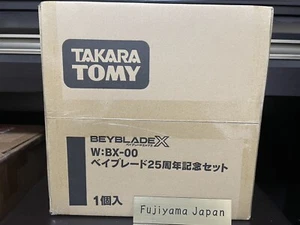 TAKARA
TOMY
BEYBLADE X
W:BX-00
ベイブレード25周年記念セット
1個入
Fujiyama Japan